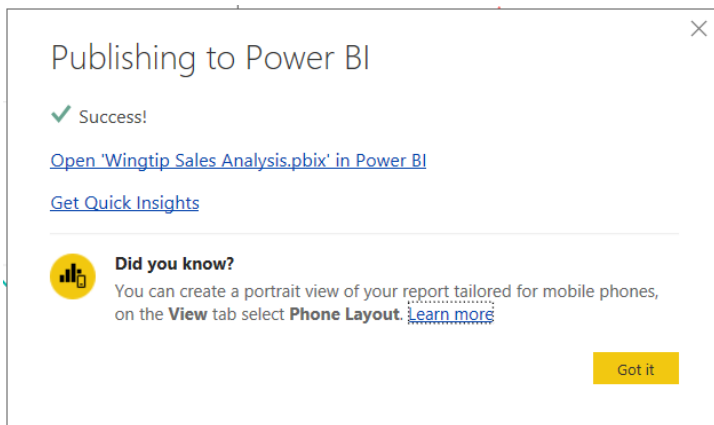 Publishing to Power BI
Success!
Open 'Wingtip Sales Analysis.pbix' in Power BI
Get Quick Insights
Did you know?
You can create a portrait view of your report tailored for mobile phones,
on the View tab select Phone Layout. Learn more
Got it